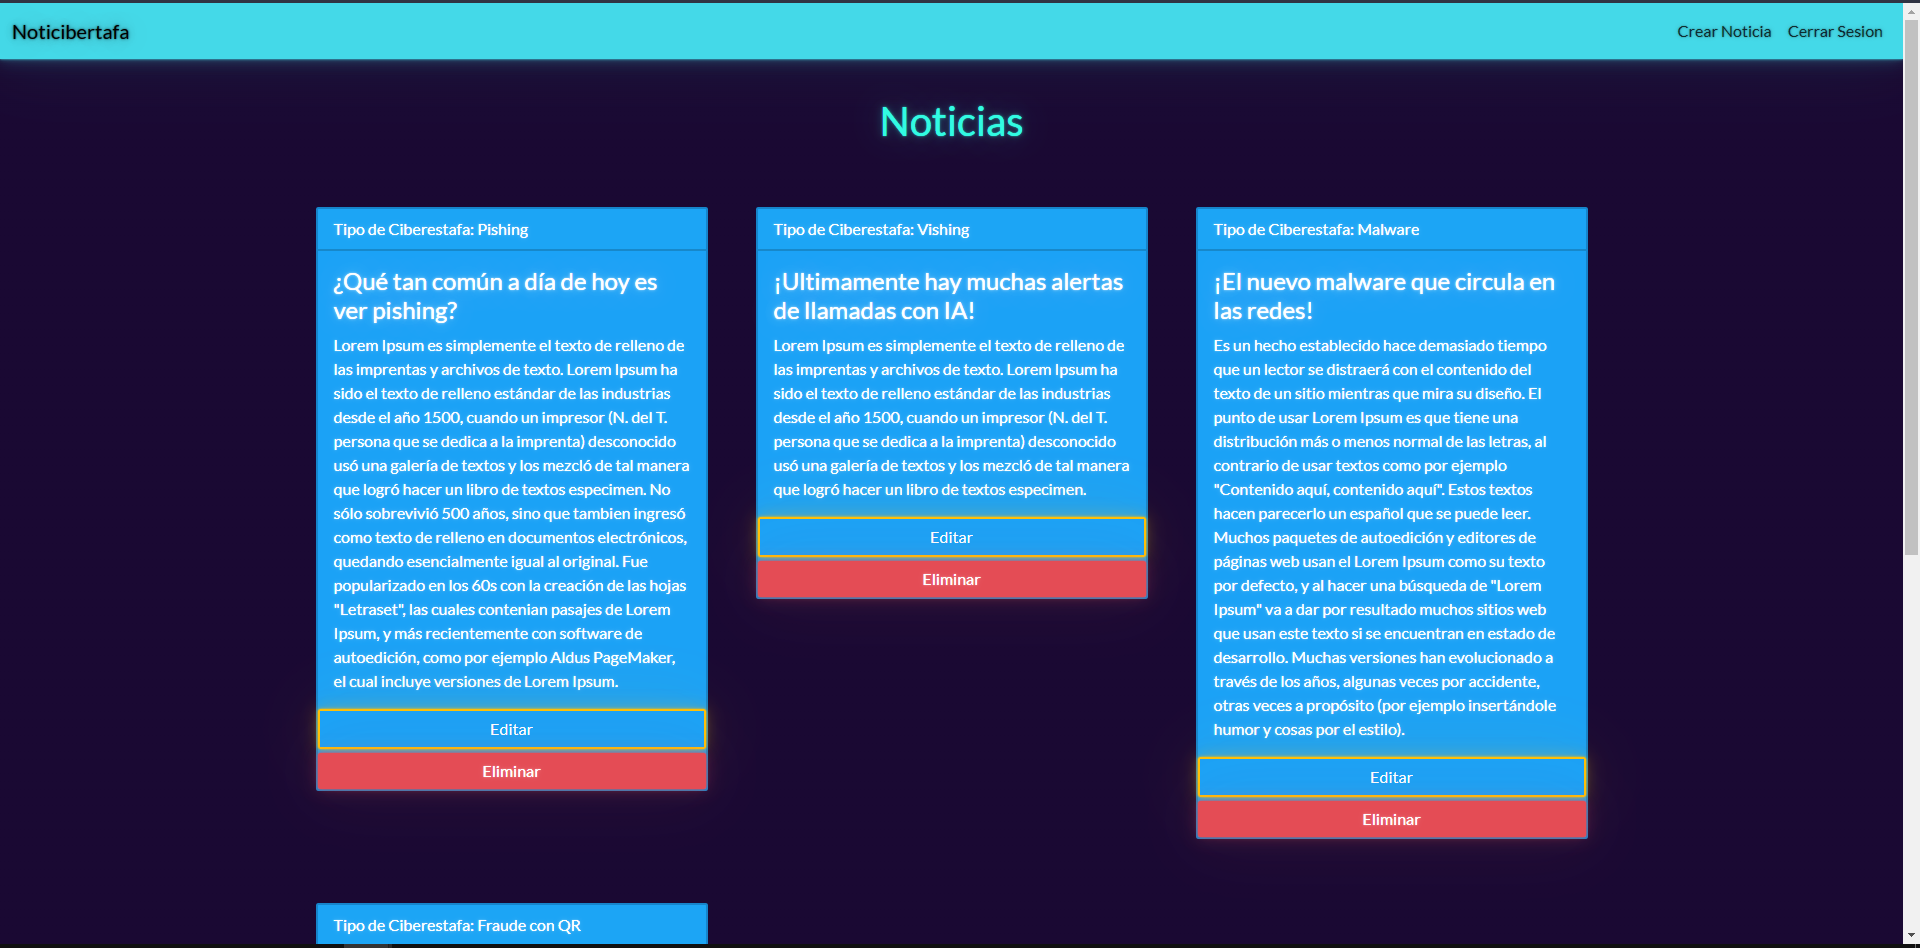 Noticibertafa
Crear Noticia
Cerrar Sesion
Noticias
Tipo de Ciberestafa: Pishing
¿Qué tan común a día de hoy es
ver pishing?
Lorem Ipsum es simplemente el texto de relleno de
las imprentas y archivos de texto. Lorem Ipsum ha
sido el texto de relleno estándar de las industrias
desde el año 1500, cuando un impresor (N. del T.
persona que se dedica a la imprenta) desconocido
usó una galería de textos y los mezcló de tal manera
que logró hacer un libro de textos especimen. No
sólo sobrevivió 500 años, sino que tambien ingresó
como texto de relleno en documentos electrónicos,
quedando esencialmente igual al original. Fue
popularizado en los 60s con la creación de las hojas
"Letraset", las cuales contenian pasajes de Lorem
Ipsum, y más recientemente con software de
autoedición, como por ejemplo Aldus PageMaker,
el cual incluye versiones de Lorem Ipsum.
Editar
Eliminar
Tipo de Ciberestafa: Vishing
¡Ultimamente hay muchas alertas
de llamadas con IA!
Lorem Ipsum es simplemente el texto de relleno de
las imprentas y archivos de texto. Lorem Ipsum ha
sido el texto de relleno estándar de las industrias
desde el año 1500, cuando un impresor (N. del T.
persona que se dedica a la imprenta) desconocido
usó una galería de textos y los mezcló de tal manera
que logró hacer un libro de textos especimen.
Editar
Eliminar
Tipo de Ciberestafa: Malware
¡El nuevo malware que circula en
las redes!
Es un hecho establecido hace demasiado tiempo
que un lector se distraerá con el contenido del
texto de un sitio mientras que mira su diseño. El
punto de usar Lorem Ipsum es que tiene una
distribución más o menos normal de las letras, al
contrario de usar textos como por ejemplo
"Contenido aquí, contenido aquí". Estos textos
hacen parecerlo un español que se puede leer.
Muchos paquetes de autoedición y editores de
páginas web usan el Lorem Ipsum como su texto
por defecto, y al hacer una búsqueda de "Lorem
Ipsum" va a dar por resultado muchos sitios web
que usan este texto si se encuentran en estado de
desarrollo. Muchas versiones han evolucionado a
través de los años, algunas veces por accidente,
otras veces a propósito (por ejemplo insertándole
humor y cosas por el estilo).
Editar
Eliminar
Tipo de Ciberestafa: Fraude con QR